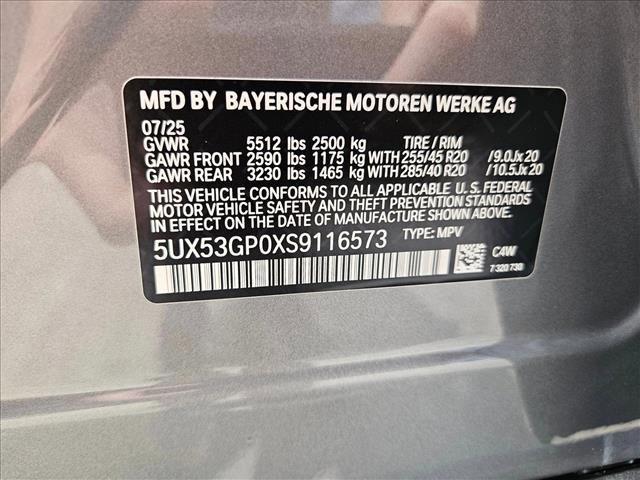 MFD BY BAYERISCHE MOTOREN WERKE AG
07/25
GVWR 5512 lbs 2500 kg TIRE / RIM
GAWR FRONT 2590 lbs 1175 kg WITH 255/45 R20 /9.0Jx20
GAWR REAR 3230 lbs 1465 kg WITH 285/40 R20 /10.5Jx20
THIS VEHICLE CONFORMS TO ALL APPLICABLE U.S. FEDERAL
MOTOR VEHICLE SAFETY AND THEFT PREVENTION STANDARDS
IN EFFECT ON THE DATE OF MANUFACTURE SHOWN ABOVE.
5UX53GP0XS9116573 TYPE: MPV
C4W
7 320 730